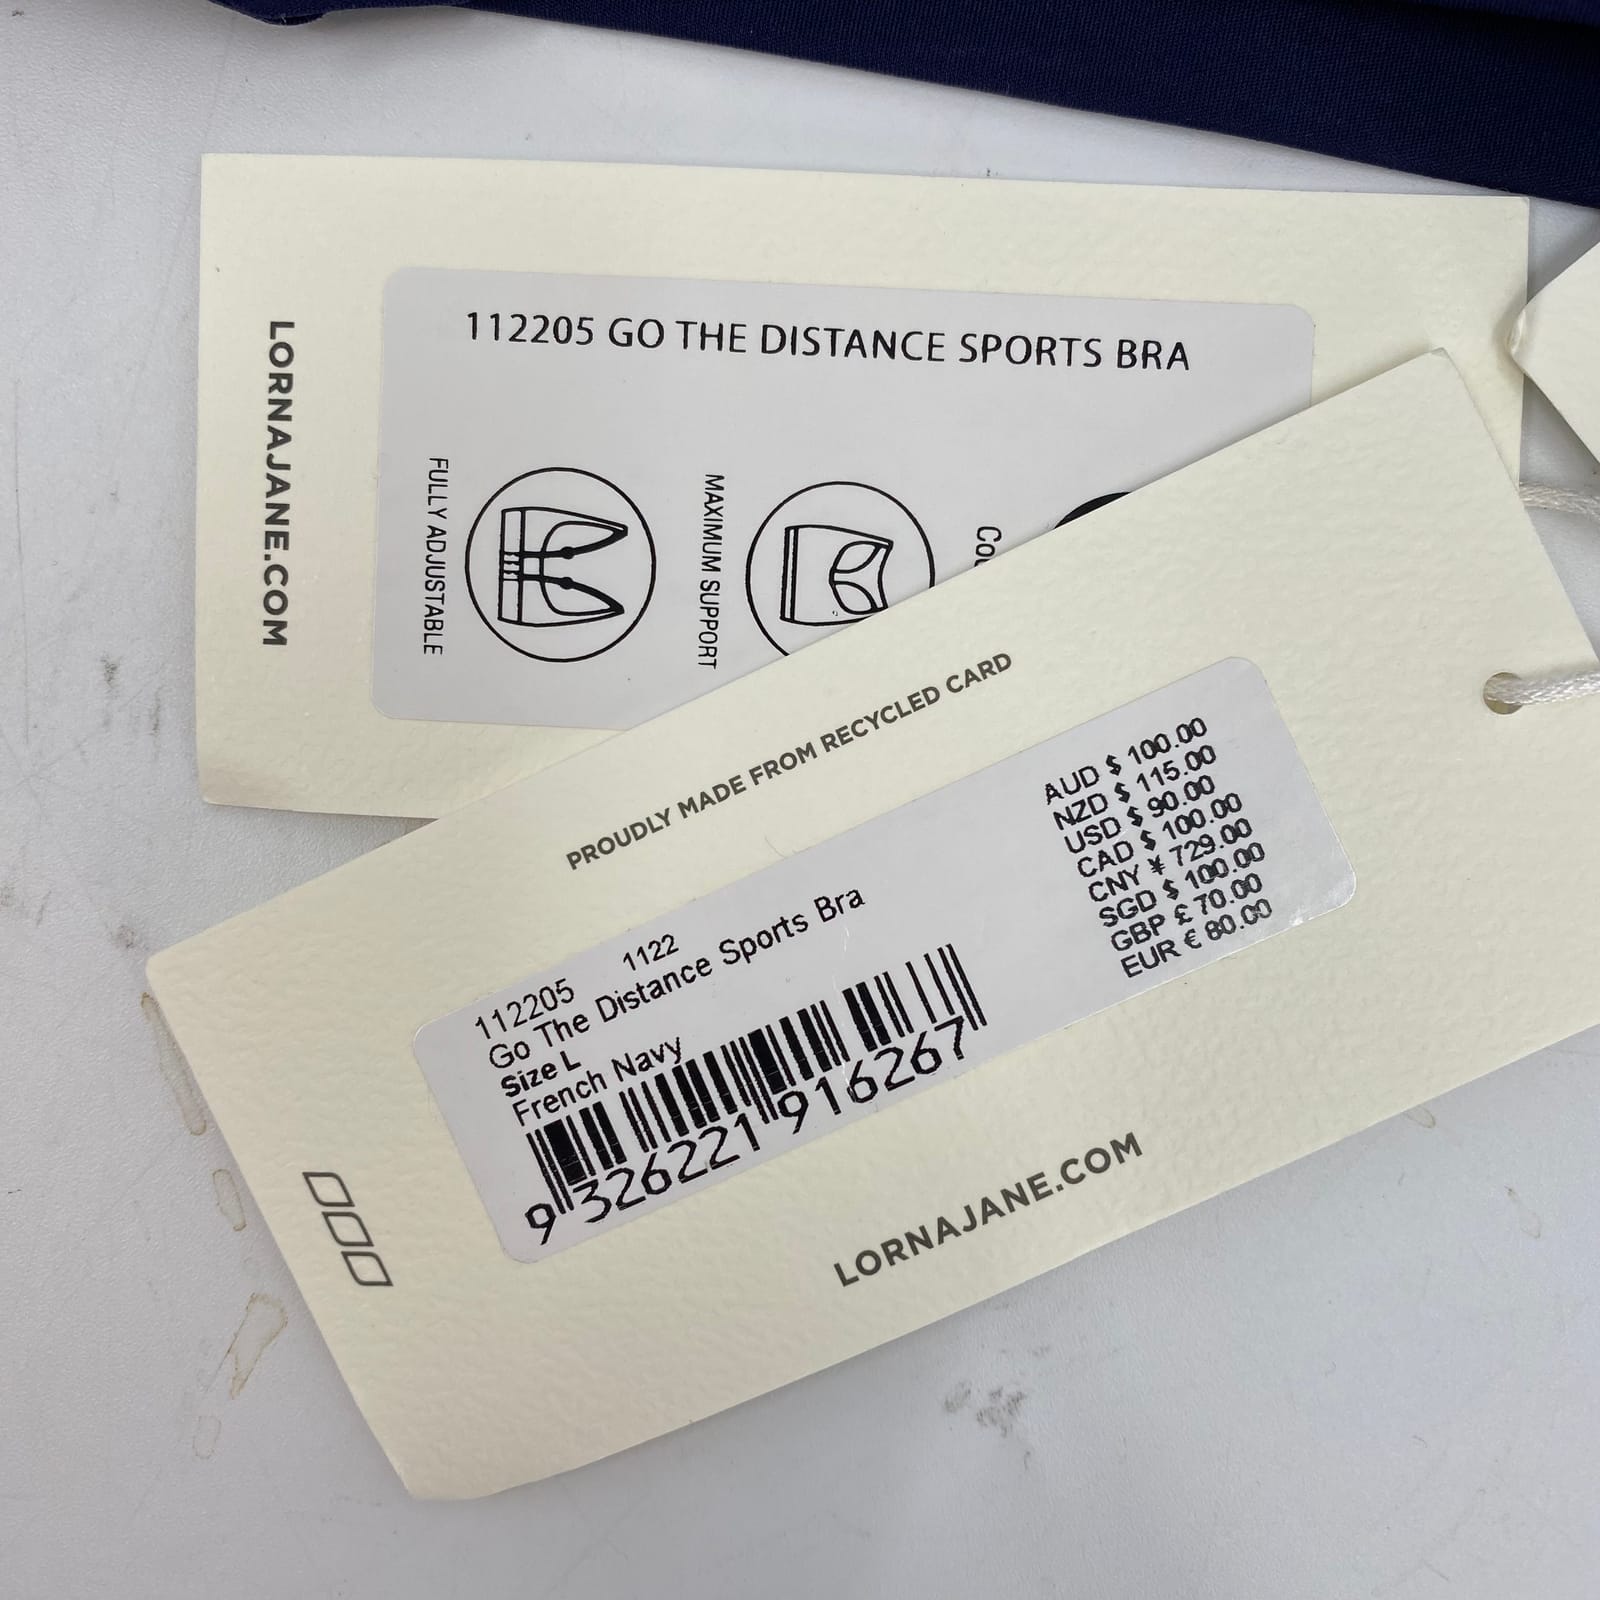 112205 GO THE DISTANCE SPORTS BRA
LORNAJANE.COM
FULLY ADJUSTABLE
MAXIMUM SUPPORT
PROUDLY MADE FROM RECYCLED CARD
112205 1122
Go The Distance Sports Bra
Size L
French Navy
9 326221 916267
AUD $ 100.00
NZD $ 115.00
USD $ 90.00
CAD $ 100.00
CNY ¥ 729.00
SGD $ 100.00
GBP £ 70.00
EUR € 80.00
LORNAJANE.COM